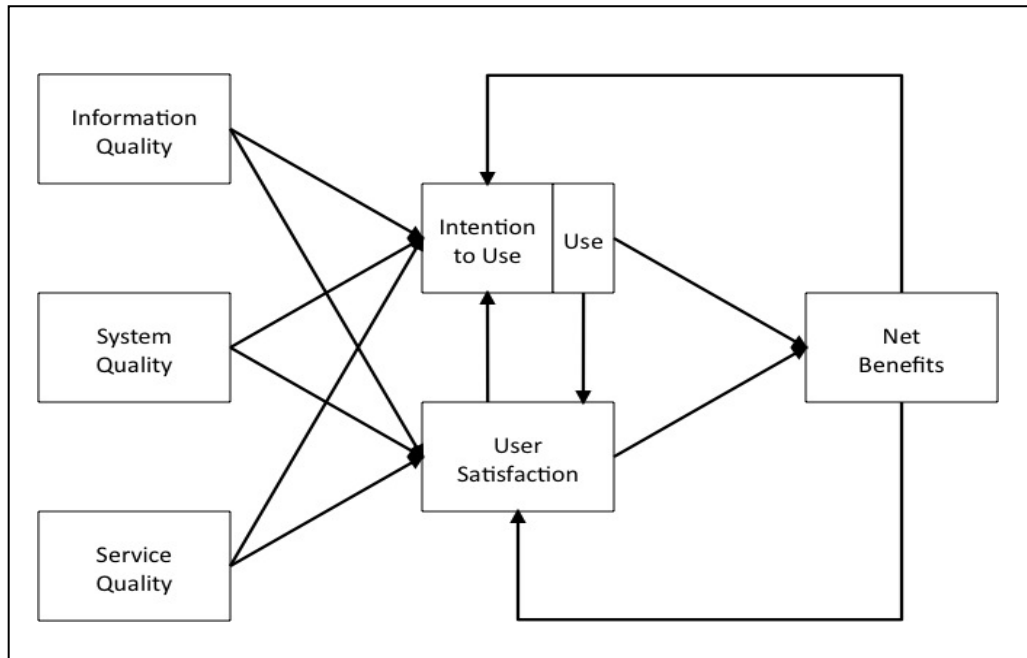 Information
Quality
System
Quality
Service
Quality
Intention
to Use
Use
User
Satisfaction
Net
Benefits